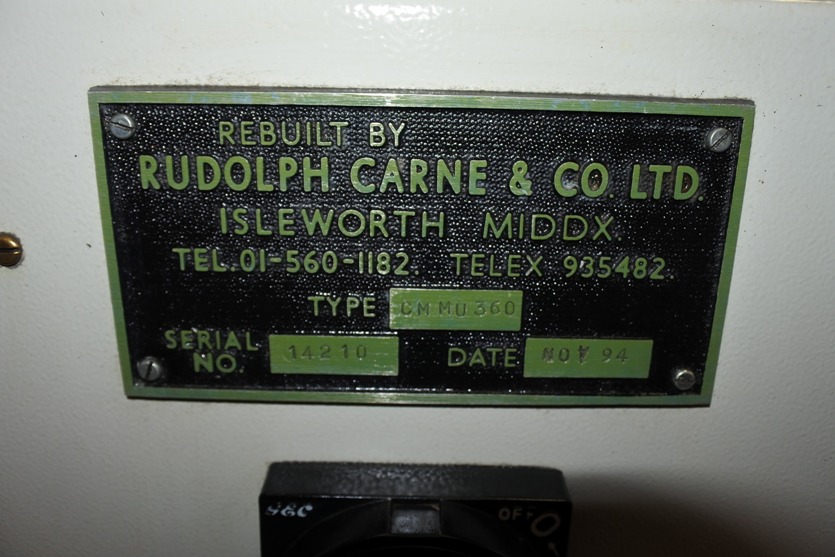 REBUILT BY
RUDOLPH CARNE & CO. LTD.
ISLEWORTH MIDDX.
TEL. 01-560-1182. TELEX 935482.
TYPE CMMU360
SERIAL NO. 14210 DATE NOV 94
GEC OFF